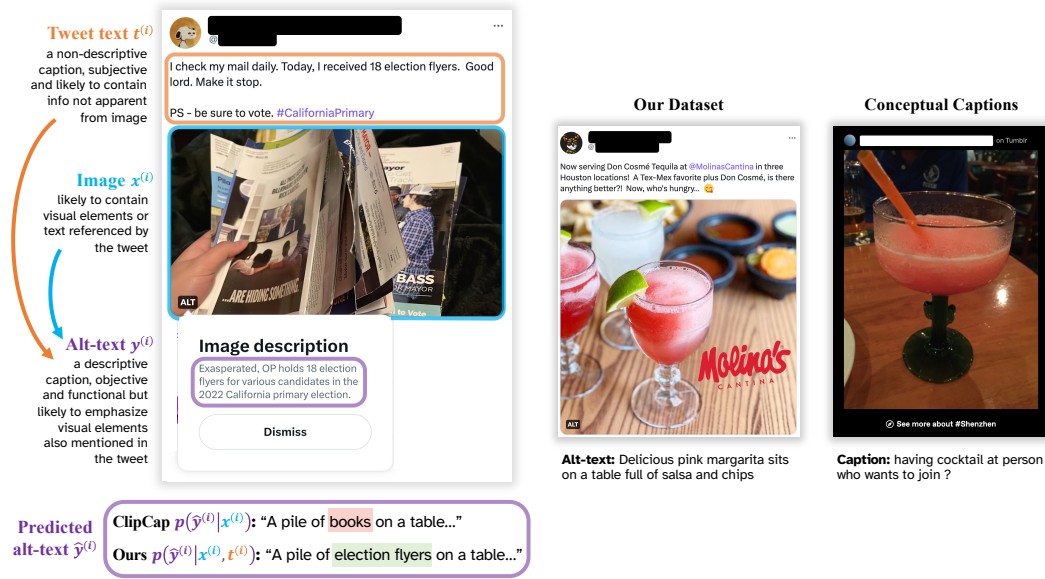 Tweet text t^(i)
a non-descriptive
caption, subjective
and likely to contain
info not apparent
from image
Image x^(i)
likely to contain
visual elements or
text referenced by
the tweet
Alt-text y^(i)
a descriptive
caption, objective
and functional but
likely to emphasize
visual elements
also mentioned in
the tweet
@
I check my mail daily. Today, I received 18 election flyers. Good
lord. Make it stop.
PS - be sure to vote. #CaliforniaPrimary
...ARE HIDING SOMETHING
BASS
MAYOR
to Vote
ALT
Image description
Exasperated, OP holds 18 election
flyers for various candidates in the
2022 California primary election.
Dismiss
Predicted
alt-text ŷ^(i)
ClipCap p(ŷ^(i)|x^(i)): “A pile of books on a table...”
Ours p(ŷ^(i)|x^(i), t^(i)): “A pile of election flyers on a table...”
Our Dataset
@
Now serving Don Cosmé Tequila at @MolinasCantina in three
Houston locations! A Tex-Mex favorite plus Don Cosmé, is there
anything better?! Now, who's hungry... 😋
Molina's
CANTINA
ALT
Alt-text: Delicious pink margarita sits
on a table full of salsa and chips
Conceptual Captions
on Tumblr
See more about #Shenzhen
Caption: having cocktail at person
who wants to join ?